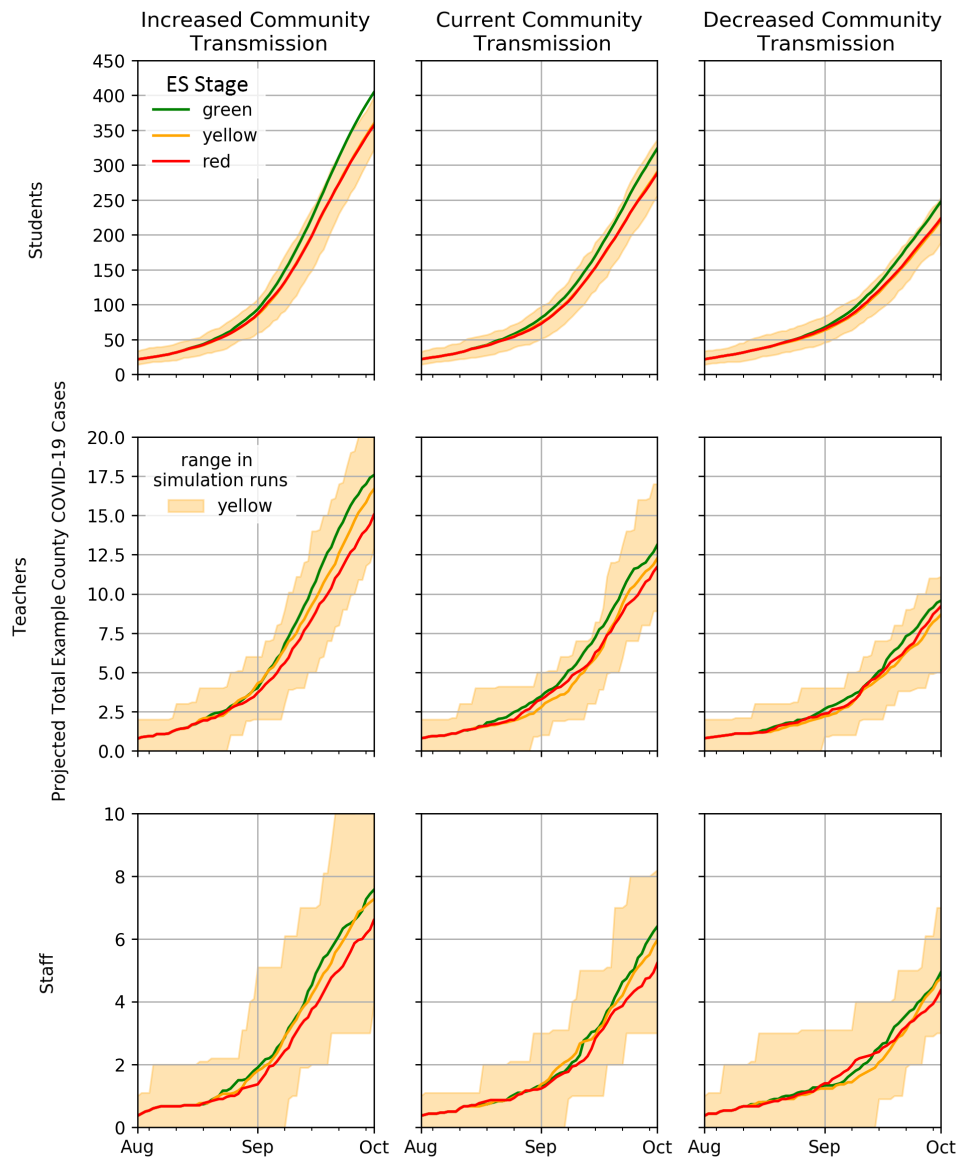 Increased Community
Transmission
Current Community
Transmission
Decreased Community
Transmission
450
400
350
300
250
200
150
100
50
0
ES Stage
green
yellow
red
Students
Projected Total Example County COVID-19 Cases
20.0
17.5
15.0
12.5
10.0
7.5
5.0
2.5
0.0
range in
simulation runs
yellow
Teachers
10
8
6
4
2
0
Staff
Aug
Sep
Oct
Aug
Sep
Oct
Aug
Sep
Oct